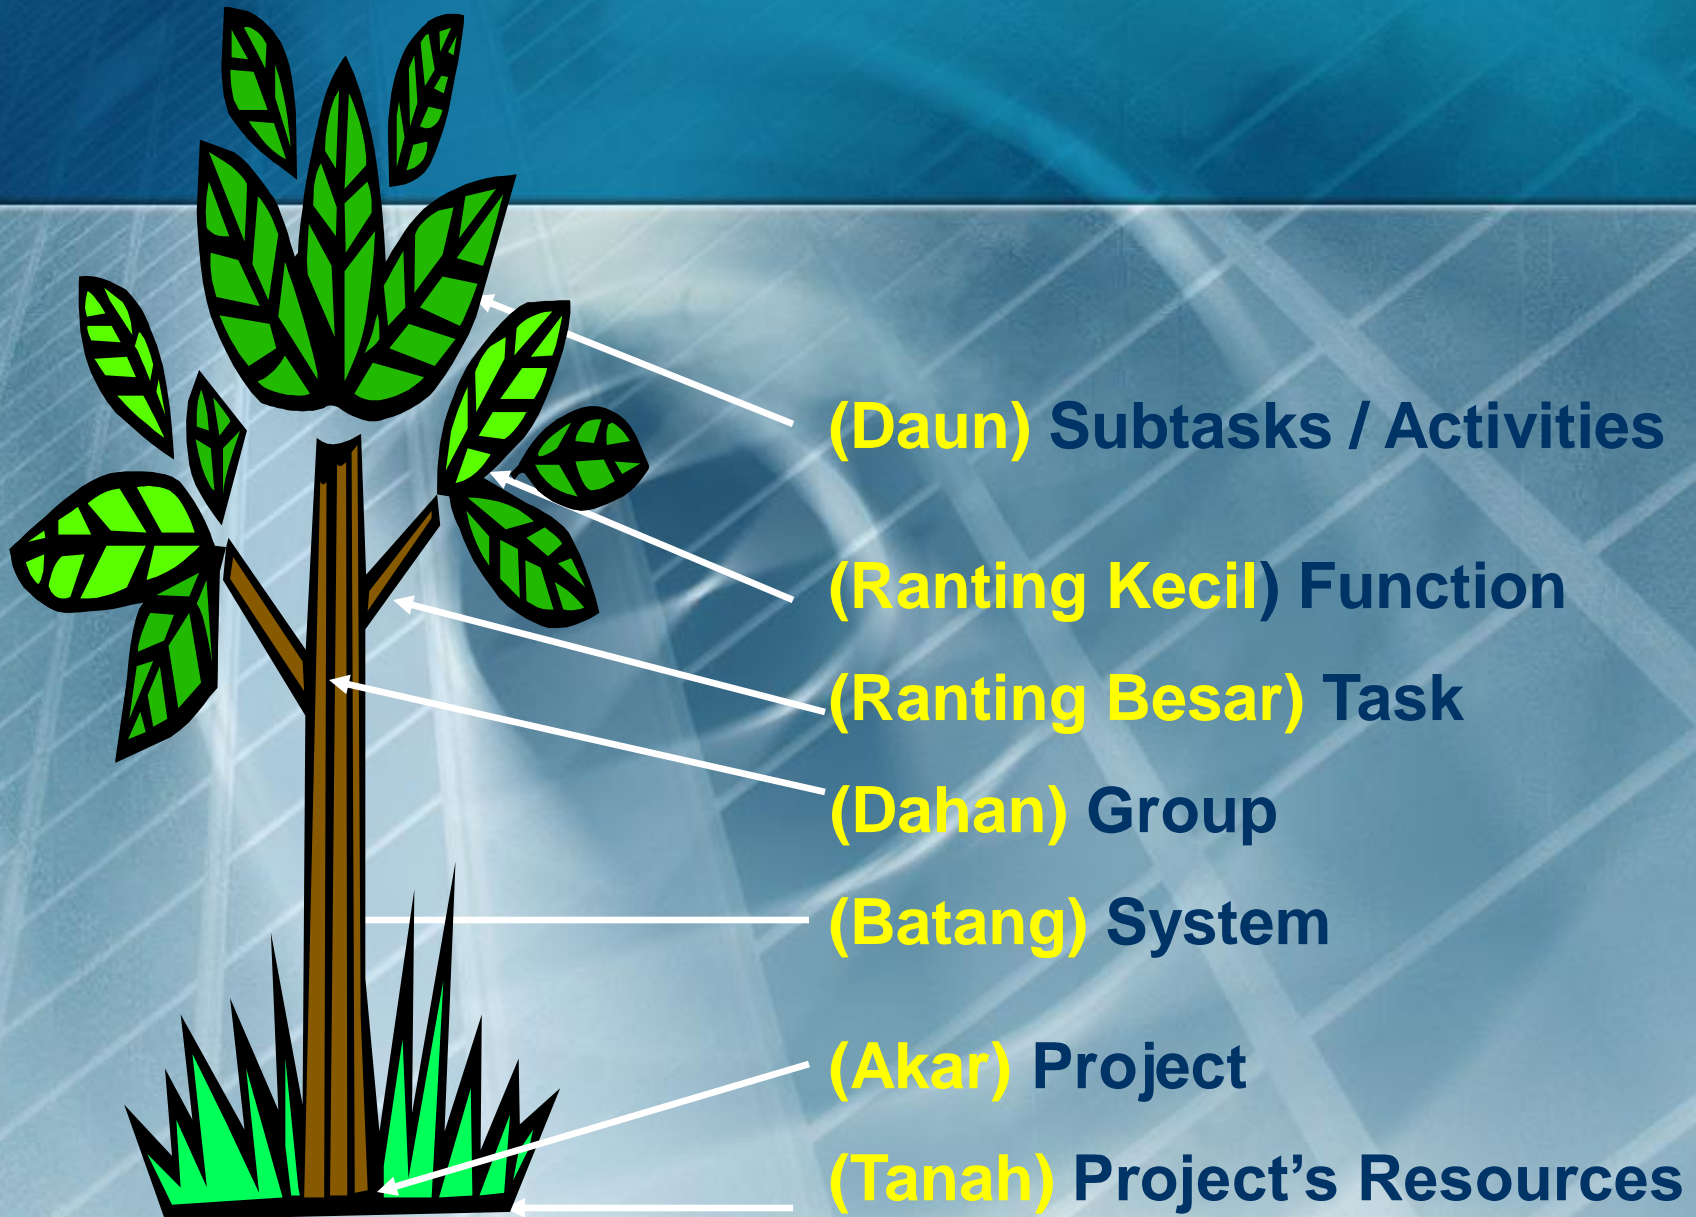 (Daun) Subtasks / Activities
(Ranting Kecil) Function
(Ranting Besar) Task
(Dahan) Group
(Batang) System
(Akar) Project
(Tanah) Project’s Resources